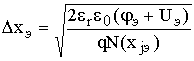 Δxэ = √(2εrε0(φэ + Uэ) / qN(xjэ))